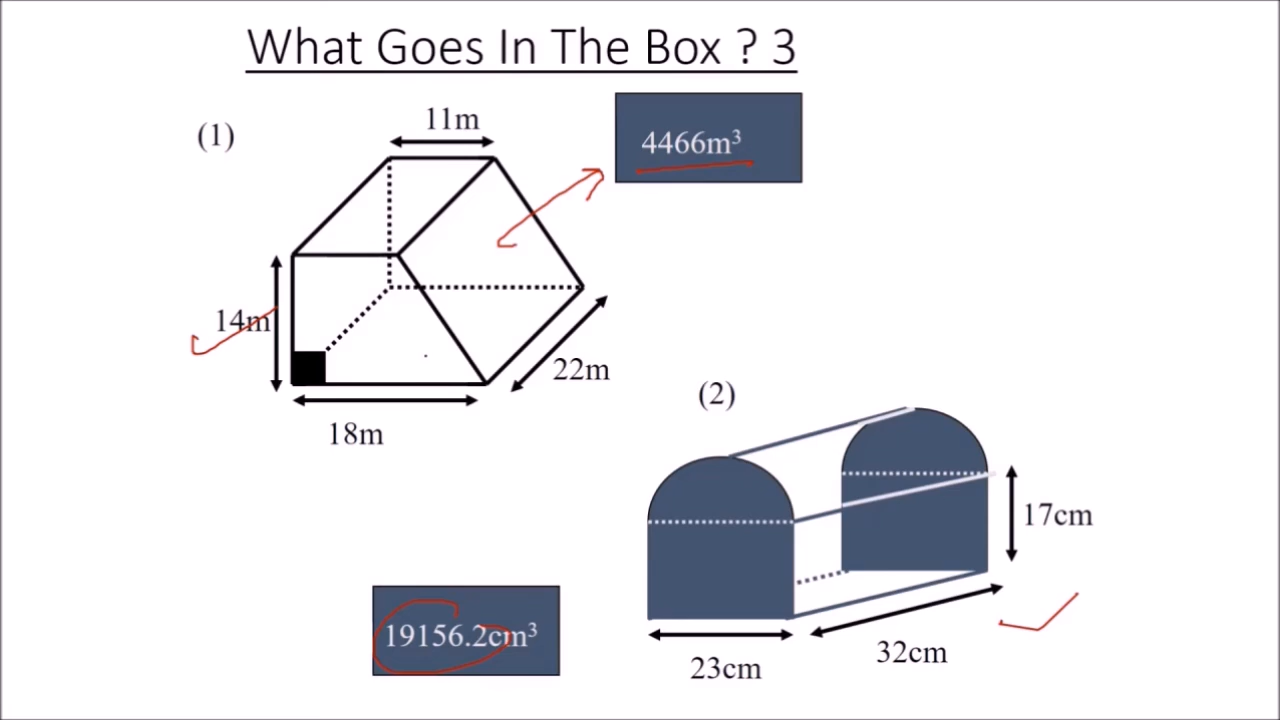 What Goes In The Box ? 3
11m
(1)
4466m³
14m
22m
18m
(2)
17cm
19156.2cm³
32cm
23cm